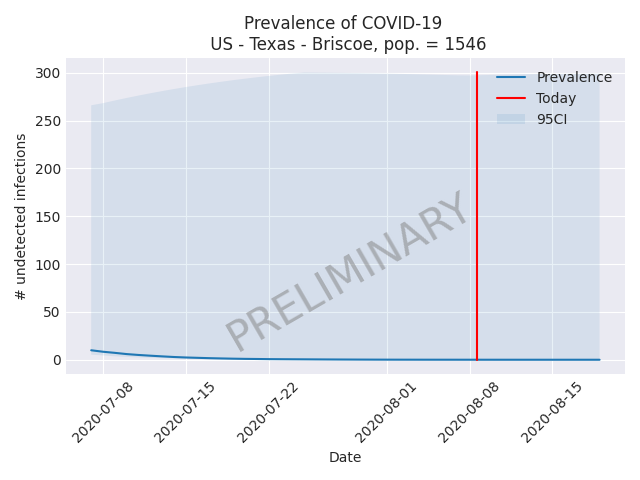 Prevalence of COVID-19
US - Texas - Briscoe, pop. = 1546
300
250
200
150
100
50
0
# undetected infections
Prevalence
Today
95CI
PRELIMINARY
2020-07-08
2020-07-15
2020-07-22
2020-08-01
2020-08-08
2020-08-15
Date